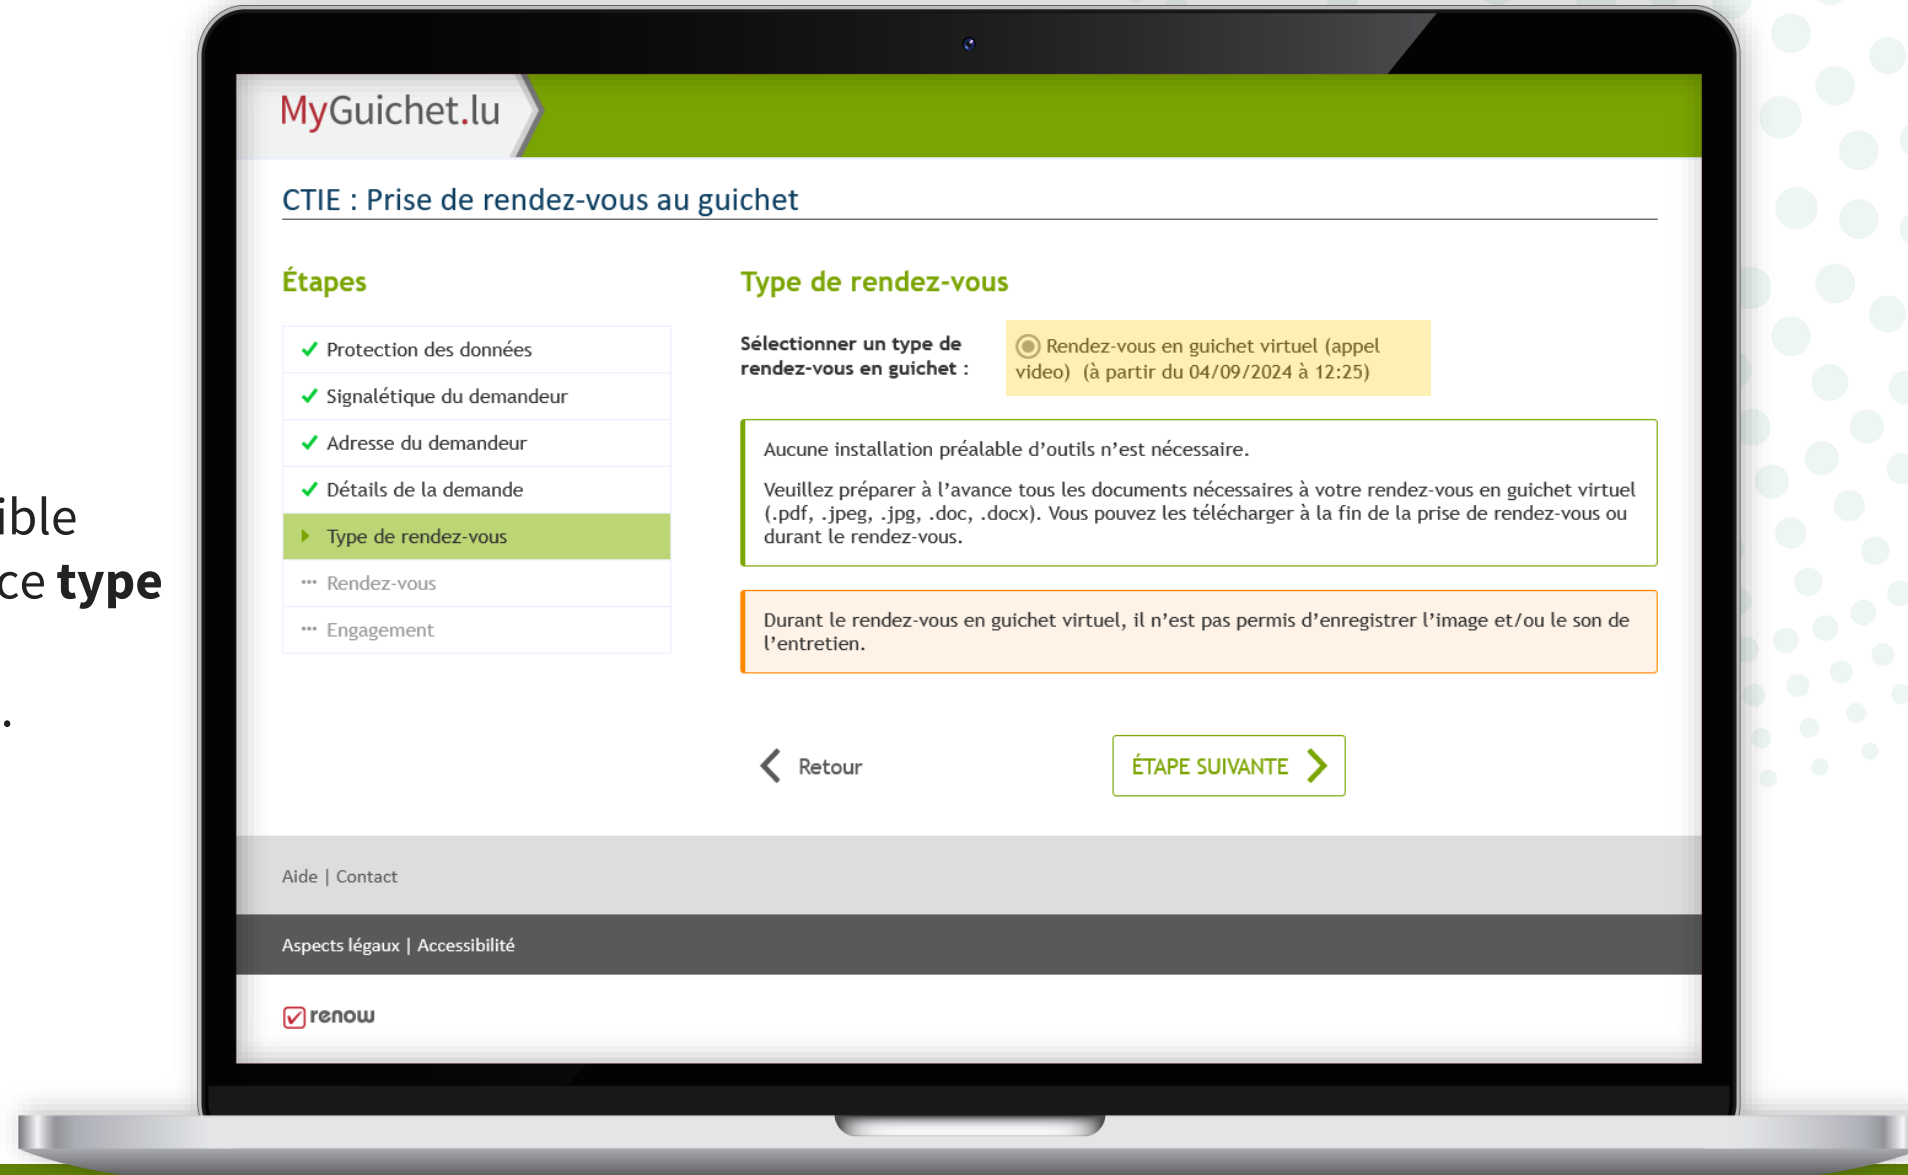 ible
ce type
.
MyGuichet.lu
CTIE : Prise de rendez-vous au guichet
Étapes
Protection des données
Signalétique du demandeur
Adresse du demandeur
Détails de la demande
Type de rendez-vous
Rendez-vous
Engagement
Type de rendez-vous
Sélectionner un type de
rendez-vous en guichet :
Rendez-vous en guichet virtuel (appel
video) (à partir du 04/09/2024 à 12:25)
Aucune installation préalable d’outils n’est nécessaire.
Veuillez préparer à l’avance tous les documents nécessaires à votre rendez-vous en guichet virtuel
(.pdf, .jpeg, .jpg, .doc, .docx). Vous pouvez les télécharger à la fin de la prise de rendez-vous ou
durant le rendez-vous.
Durant le rendez-vous en guichet virtuel, il n’est pas permis d’enregistrer l’image et/ou le son de
l’entretien.
Retour
ÉTAPE SUIVANTE
Aide | Contact
Aspects légaux | Accessibilité
renow